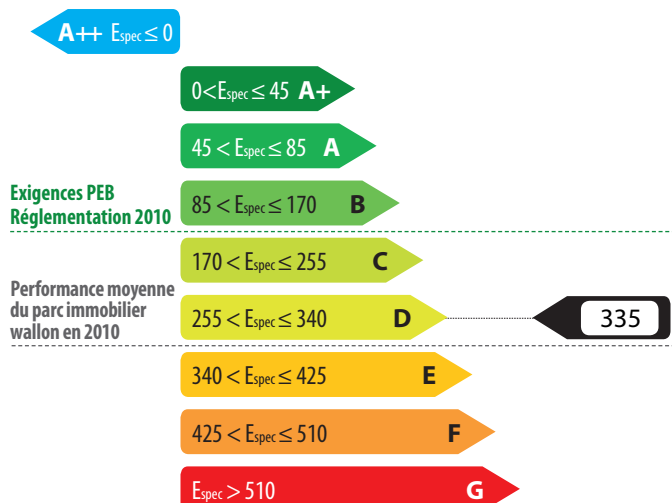 A++ Espec ≤ 0
0<Espec ≤ 45 A+
45 < Espec ≤ 85 A
Exigences PEB
Réglementation 2010
85 < Espec ≤ 170 B
170 < Espec ≤ 255 C
Performance moyenne
du parc immobilier
wallon en 2010
255 < Espec ≤ 340 D
335
340 < Espec ≤ 425 E
425 < Espec ≤ 510 F
Espec > 510 G